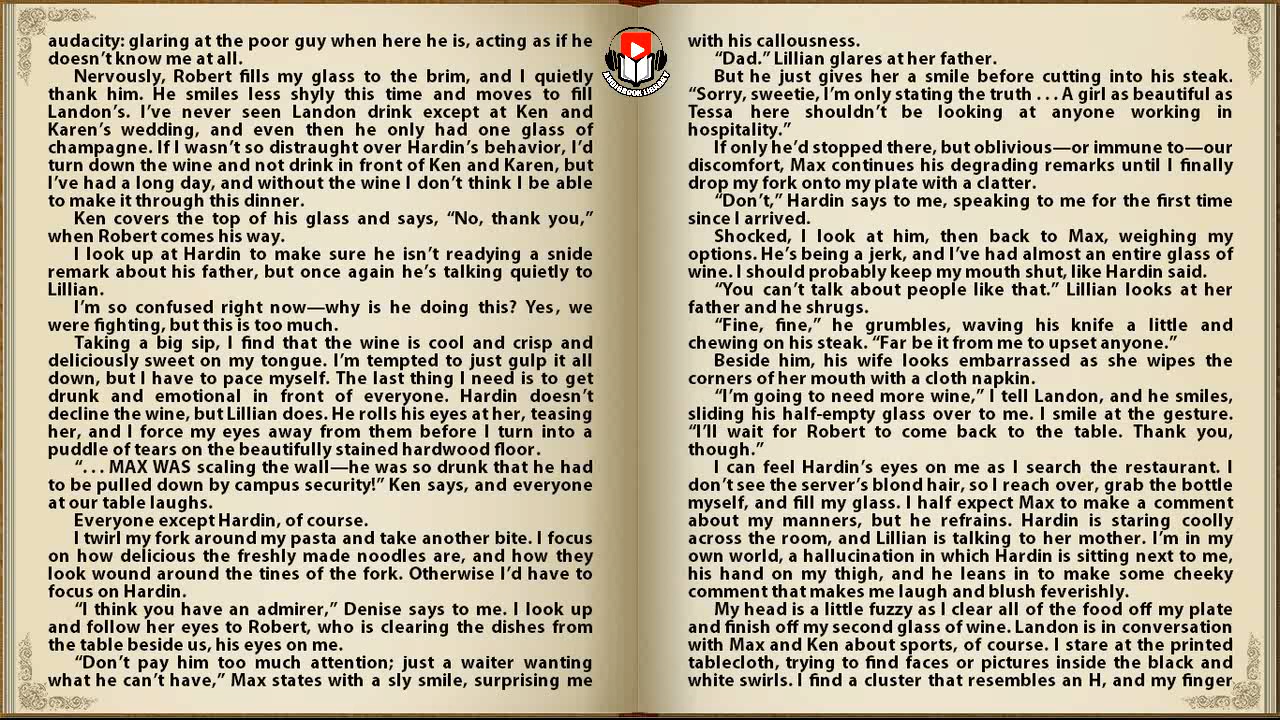 audacity: glaring at the poor guy when here he is, acting as if he
doesn't know me at all.
Nervously, Robert fills my glass to the brim, and I quietly
thank him. He smiles less shyly this time and moves to fill
Landon's. I've never seen Landon drink except at Ken and
Karen's wedding, and even then he only had one glass of
champagne. If I wasn't so distraught over Hardin's behavior, I'd
turn down the wine and not drink in front of Ken and Karen, but
I've had a long day, and without the wine I don't think I be able
to make it through this dinner.
Ken covers the top of his glass and says, “No, thank you,”
when Robert comes his way.
I look up at Hardin to make sure he isn't readying a snide
remark about his father, but once again he's talking quietly to
Lillian.
I'm so confused right now—why is he doing this? Yes, we
were fighting, but this is too much.
Taking a big sip, I find that the wine is cool and crisp and
deliciously sweet on my tongue. I'm tempted to just gulp it all
down, but I have to pace myself. The last thing I need is to get
drunk and emotional in front of everyone. Hardin doesn't
decline the wine, but Lillian does. He rolls his eyes at her, teasing
her, and I force my eyes away from them before I turn into a
puddle of tears on the beautifully stained hardwood floor.
“. . . MAX WAS scaling the wall—he was so drunk that he had
to be pulled down by campus security!” Ken says, and everyone
at our table laughs.
Everyone except Hardin, of course.
I twirl my fork around my pasta and take another bite. I focus
on how delicious the freshly made noodles are, and how they
look wound around the tines of the fork. Otherwise I'd have to
focus on Hardin.
“I think you have an admirer,” Denise says to me. I look up
and follow her eyes to Robert, who is clearing the dishes from
the table beside us, his eyes on me.
“Don't pay him too much attention; just a waiter wanting
what he can't have,” Max states with a sly smile, surprising me
with his callousness.
“Dad.” Lillian glares at her father.
But he just gives her a smile before cutting into his steak.
“Sorry, sweetie, I'm only stating the truth . . . A girl as beautiful as
Tessa here shouldn't be looking at anyone working in
hospitality.”
If only he'd stopped there, but oblivious—or immune to—our
discomfort, Max continues his degrading remarks until I finally
drop my fork onto my plate with a clatter.
“Don't,” Hardin says to me, speaking to me for the first time
since I arrived.
Shocked, I look at him, then back to Max, weighing my
options. He's being a jerk, and I've had almost an entire glass of
wine. I should probably keep my mouth shut, like Hardin said.
“You can't talk about people like that.” Lillian looks at her
father and he shrugs.
“Fine, fine,” he grumbles, waving his knife a little and
chewing on his steak. “Far be it from me to upset anyone.”
Beside him, his wife looks embarrassed as she wipes the
corners of her mouth with a cloth napkin.
“I'm going to need more wine,” I tell Landon, and he smiles,
sliding his half-empty glass over to me. I smile at the gesture.
“I'll wait for Robert to come back to the table. Thank you,
though.”
I can feel Hardin's eyes on me as I search the restaurant. I
don't see the server's blond hair, so I reach over, grab the bottle
myself, and fill my glass. I half expect Max to make a comment
about my manners, but he refrains. Hardin is staring coolly
across the room, and Lillian is talking to her mother. I'm in my
own world, a hallucination in which Hardin is sitting next to me,
his hand on my thigh, and he leans in to make some cheeky
comment that makes me laugh and blush feverishly.
My head is a little fuzzy as I clear all of the food off my plate
and finish off my second glass of wine. Landon is in conversation
with Max and Ken about sports, of course. I stare at the printed
tablecloth, trying to find faces or pictures inside the black and
white swirls. I find a cluster that resembles an H, and my finger
AUDIOBOOK LIBRARY